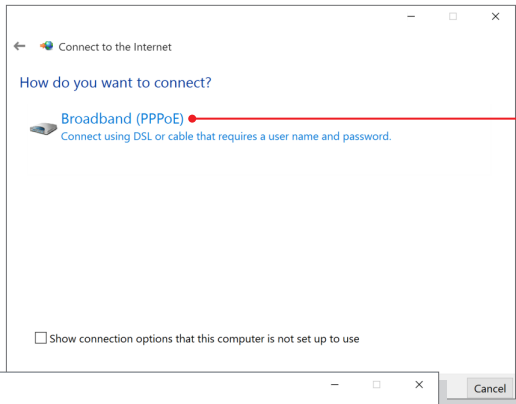 Connect to the Internet
How do you want to connect?
Broadband (PPPoE)
Connect using DSL or cable that requires a user name and password.
Show connection options that this computer is not set up to use
Cancel